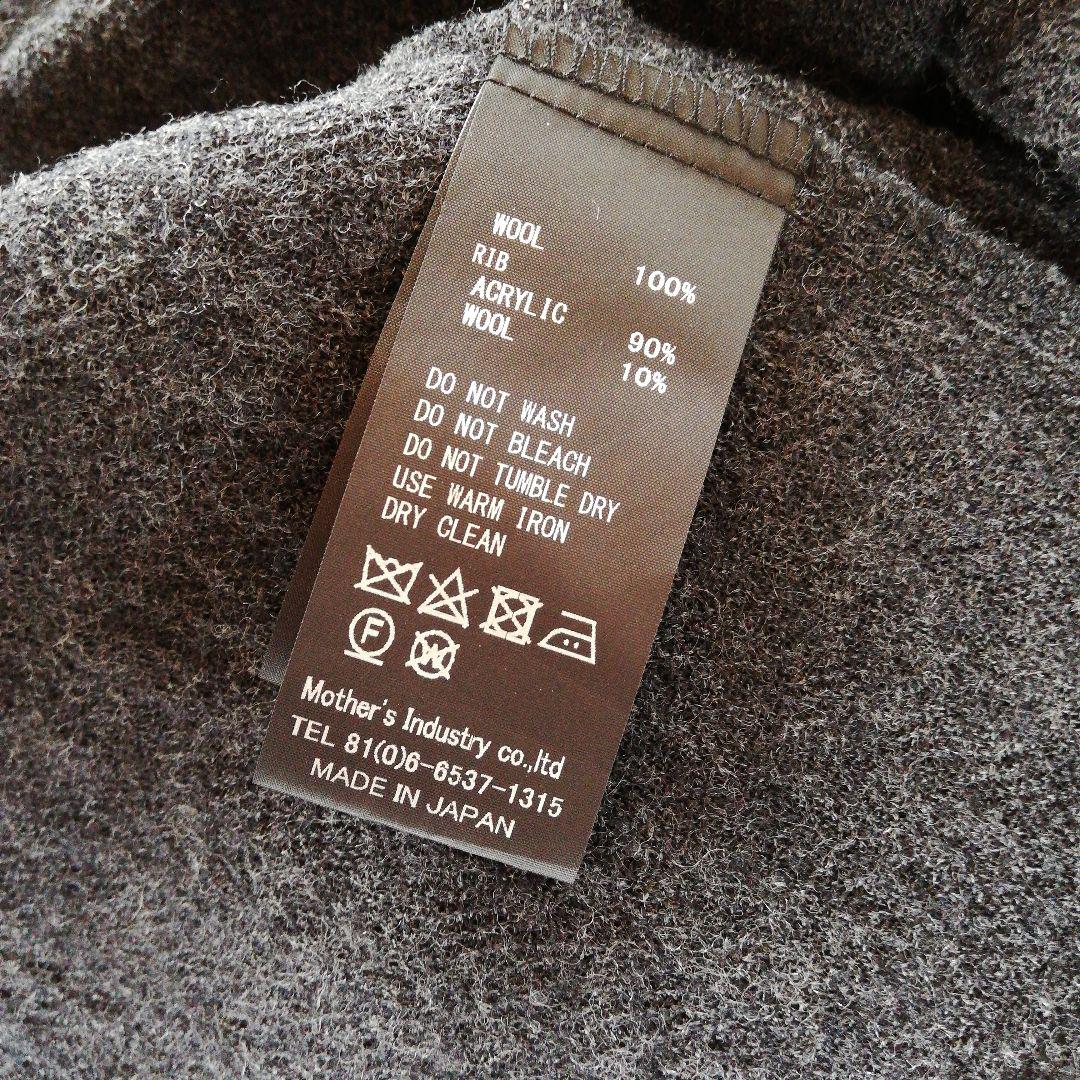 WOOL 100%
RIB
ACRYLIC 90%
WOOL 10%
DO NOT WASH
DO NOT BLEACH
DO NOT TUMBLE DRY
USE WARM IRON
DRY CLEAN
F W
Mother's Industry co.,ltd
TEL 81(0)6-6537-1315
MADE IN JAPAN